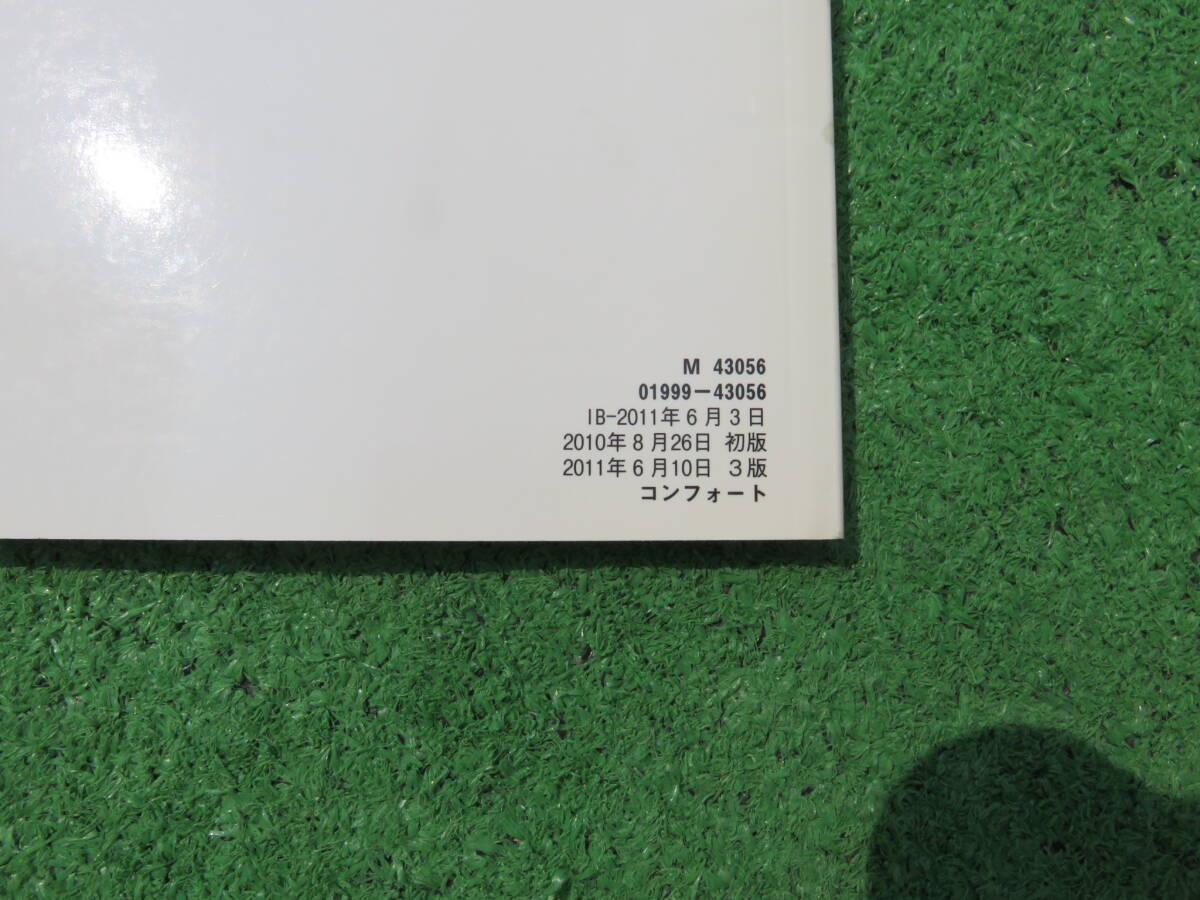 M 43056
01999−43056
IB-2011年6月3日
2010年8月26日 初版
2011年6月10日 3版
コンフォート